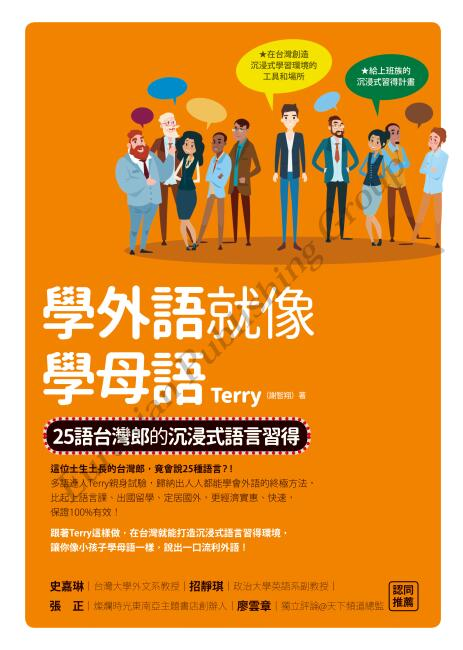 ★在台灣創造
沉浸式學習環境的
工具和場所
★給上班族的
沉浸式習得計畫
學外語就像
學母語 Terry（謝智翔）著
25語台灣郎的沉浸式語言習得
這位土生土長的台灣郎，竟會說25種語言？！
多語達人Terry親身試驗，歸納出人人都能學會外語的終極方法，
比起上語言課、出國留學、定居國外，更經濟實惠、快速，
保證100%有效！
跟著Terry這樣做，在台灣就能打造沉浸式語言習得環境，
讓你像小孩子學母語一樣，說出一口流利外語！
史嘉琳｜台灣大學外文系教授｜招靜琪｜政治大學英語系副教授｜
張 正｜燦爛時光東南亞主題書店創辦人｜廖雲章｜獨立評論@天下頻道總監
認同
推薦
Publishing Group